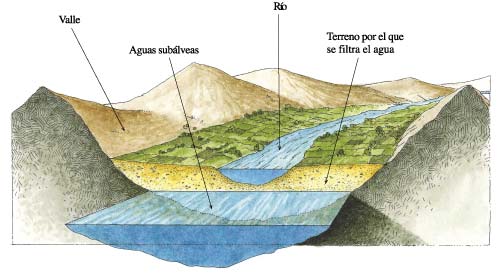 Río
Valle
Terreno por el que
se filtra el agua
Aguas subálveas